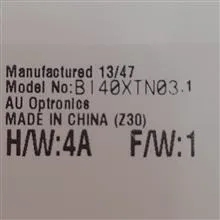 Manufactured 13/47
Model No:B140XTN03.1
AU Optronics
MADE IN CHINA (Z30)
H/W:4A F/W:1